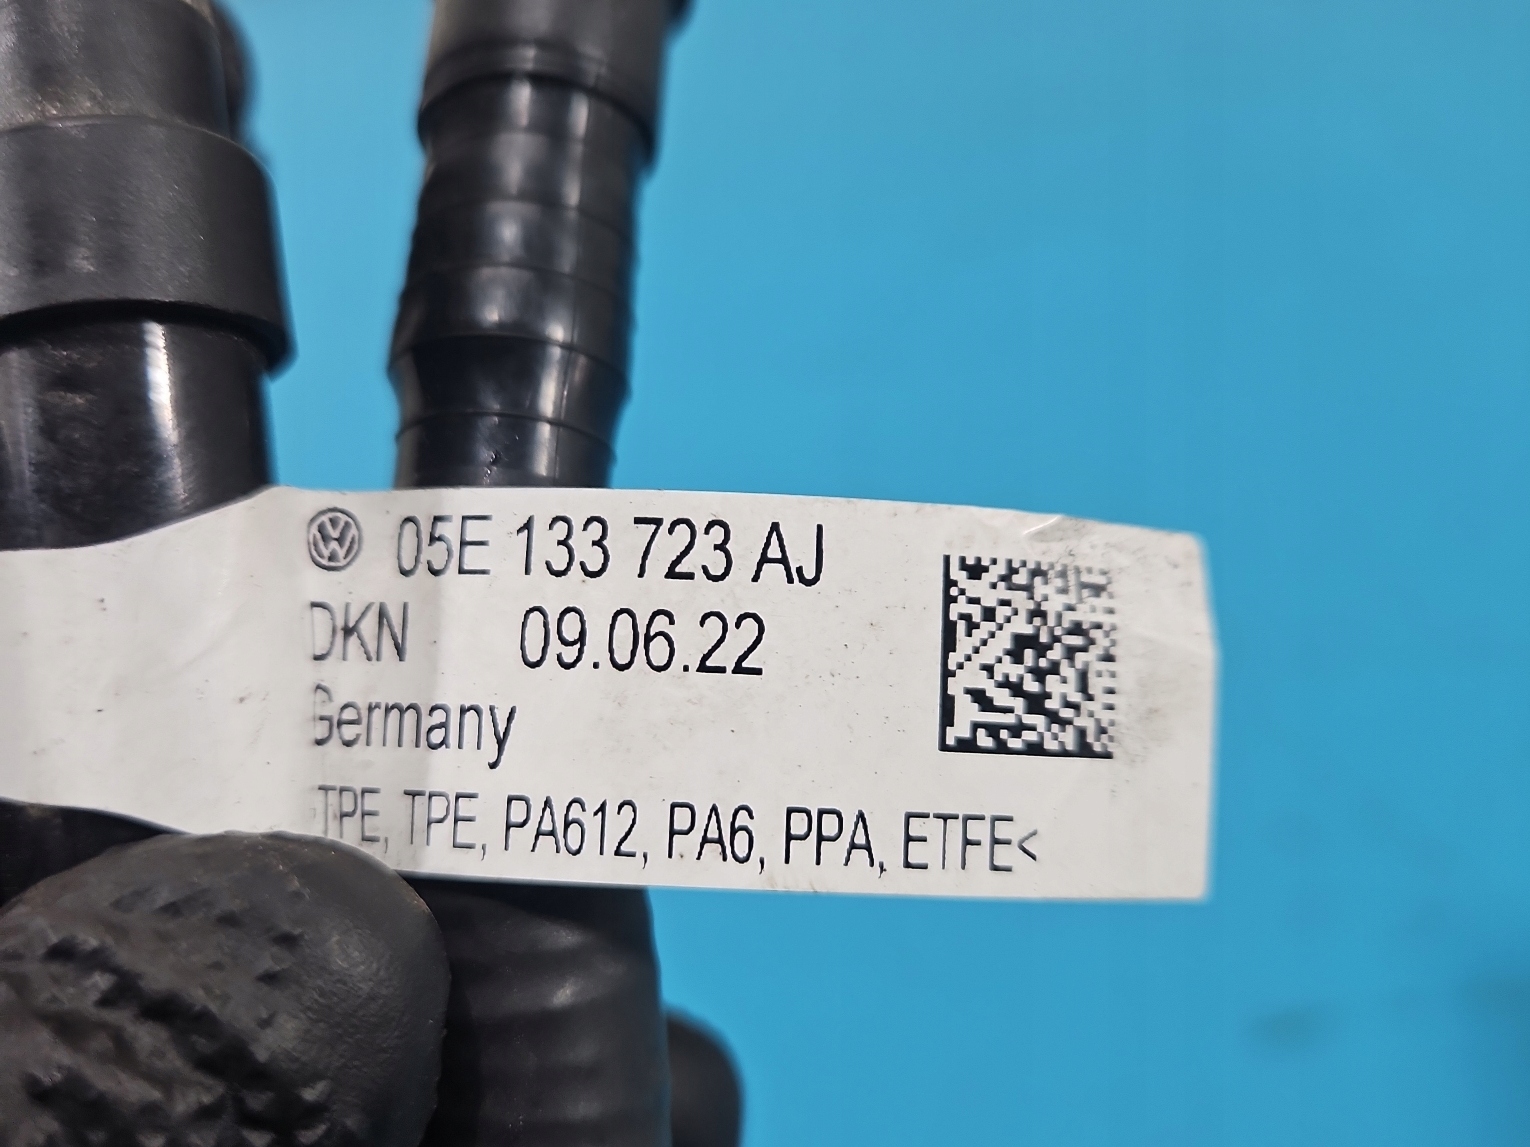 05E 133 723 AJ
DKN 09.06.22
Germany
TPE, TPE, PA612, PA6, PPA, ETFE<